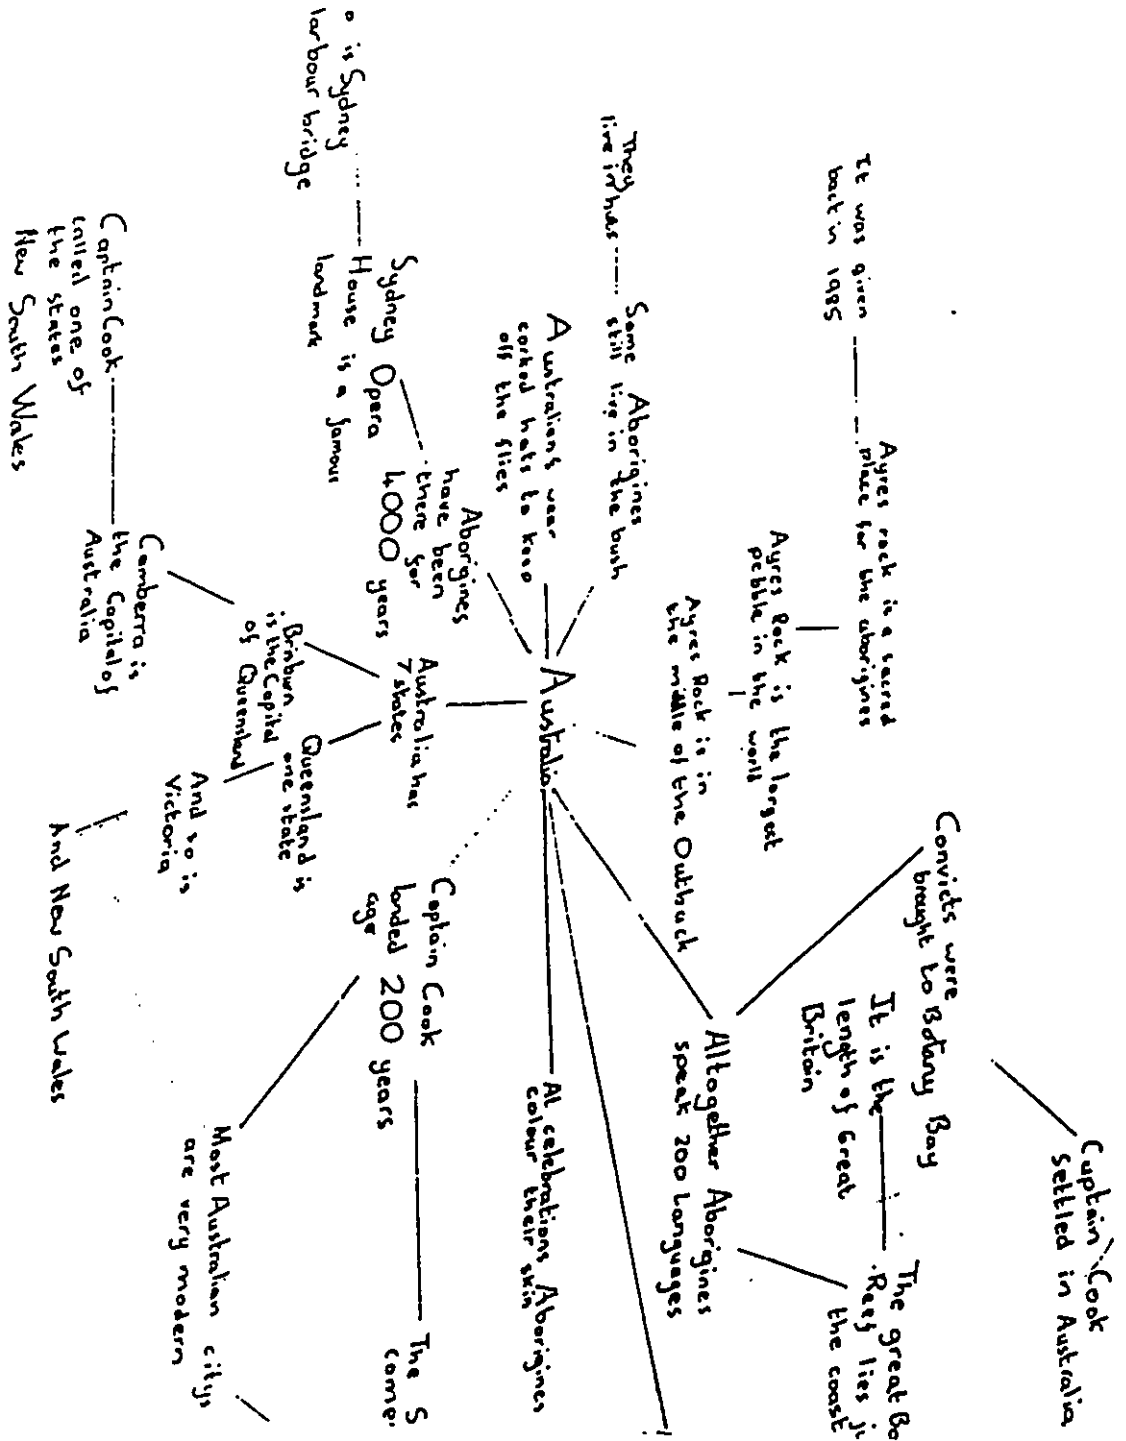 Captain Cook
settled in Australia
Convicts were
brought to Botany Bay
It is the
length of Great
Britain
The great Ba
Reef lies ju
the coast
It was given
back in 1985
Ayres rock is a sacred
place for the aborigines
Ayres Rock is the largest
pebble in the world
Ayres Rock is in
the middle of the Outback
Altogether Aborigines
speak 200 languages
They
live in huts
Some Aborigines
still live in the bush
Australians wear
corked hats to keep
off the flies
Australia
At celebrations Aborigines
colour their skin
Aborigines
have been
there for
4000 years
Sydney Opera
House is a famous
landmark
o is Sydney
larbour bridge
Australia has
7 states
Captain Cook
landed 200 years
ago
The S
come
Queensland is
one state
is the Capital
of Queensland
And so is
Victoria
And New South Wales
Most Australian citys
are very modern
Camberra is
the Capital of
Australia
Captain Cook
called one of
the states
New South Wales